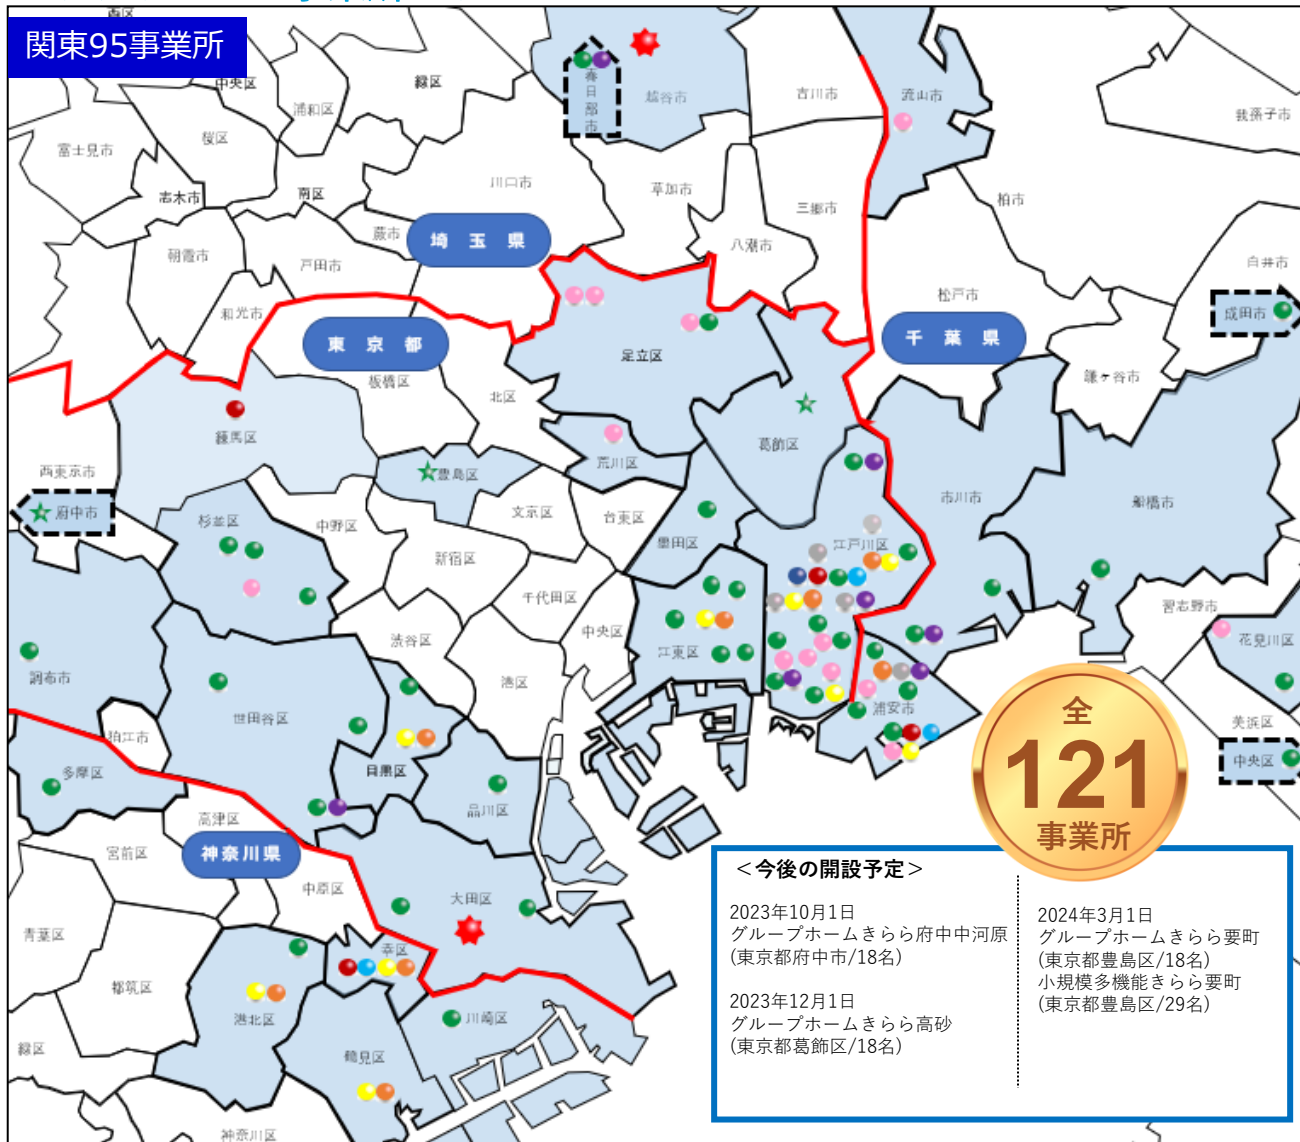 関東95事業所
南区
中央区
緑区
浦和区
桜区
富士見市
志木市
南区
川口市
草加市
春日部市
越谷市
吉川市
流山市
我孫子市
三郷市
柏市
八潮市
蕨市
埼玉県
朝霞市
戸田市
白井市
松戸市
成田市
和光市
東京都
千葉県
足立区
板橋区
北区
鎌ヶ谷市
練馬区
葛飾区
荒川区
西東京市
豊島区
市川市
船橋市
府中市
杉並区
中野区
文京区
台東区
墨田区
江戸川区
新宿区
千代田区
習志野市
中央区
渋谷区
江東区
花見川区
調布市
港区
世田谷区
浦安市
美浜区
狛江市
中央区
多摩区
目黒区
品川区
高津区
宮前区
神奈川県
中原区
大田区
青葉区
幸区
都筑区
港北区
川崎区
緑区
鶴見区
神奈川区
全
121
事業所
＜今後の開設予定＞
2023年10月1日
グループホームきらら府中中河原
(東京都府中市/18名)
2023年12月1日
グループホームきらら高砂
(東京都葛飾区/18名)
2024年3月1日
グループホームきらら要町
(東京都豊島区/18名)
小規模多機能きらら要町
(東京都豊島区/29名)